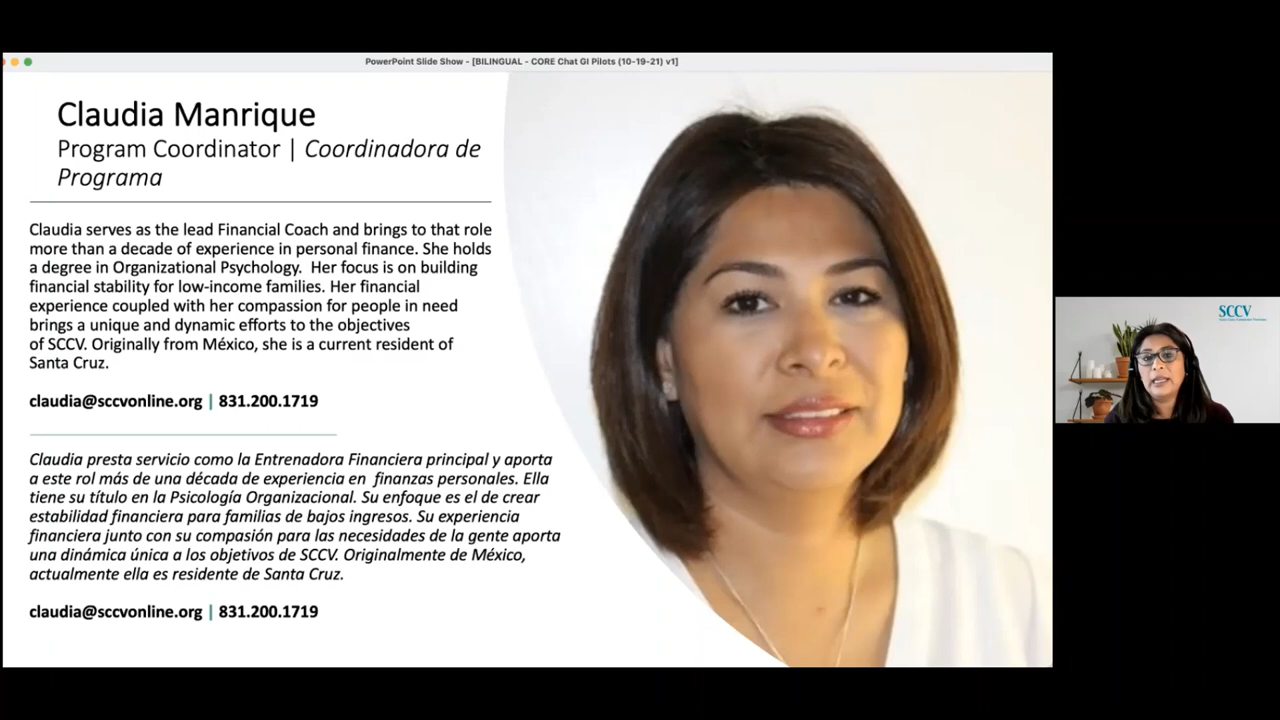 PowerPoint Slide Show - [BILINGUAL - CORE Chat GI Pilots (10-19-21) v1]
Claudia Manrique
Program Coordinator | Coordinadora de
Programa
Claudia serves as the lead Financial Coach and brings to that role
more than a decade of experience in personal finance. She holds
a degree in Organizational Psychology.  Her focus is on building
financial stability for low-income families. Her financial
experience coupled with her compassion for people in need
brings a unique and dynamic efforts to the objectives
of SCCV. Originally from México, she is a current resident of
Santa Cruz.
claudia@sccvonline.org | 831.200.1719
Claudia presta servicio como la Entrenadora Financiera principal y aporta
a este rol más de una década de experiencia en  finanzas personales. Ella
tiene su título en la Psicología Organizacional. Su enfoque es el de crear
estabilidad financiera para familias de bajos ingresos. Su experiencia
financiera junto con su compasión para las necesidades de la gente aporta
una dinámica única a los objetivos de SCCV. Originalmente de México,
actualmente ella es residente de Santa Cruz.
claudia@sccvonline.org | 831.200.1719
SCCV